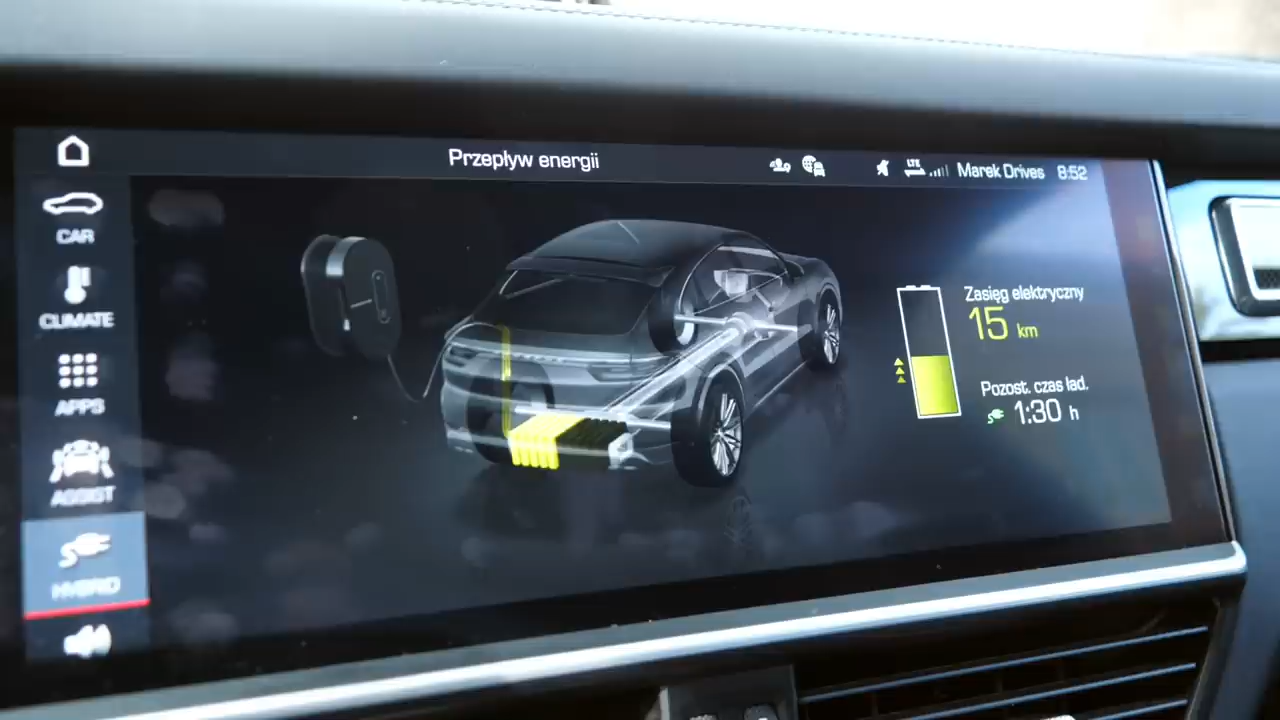 Przepływ energii
LTE
Marek Drives 8:52
CAR
CLIMATE
APPS
ASSIST
HYBRID
Zasięg elektryczny
15 km
Pozost. czas ład.
1:30 h